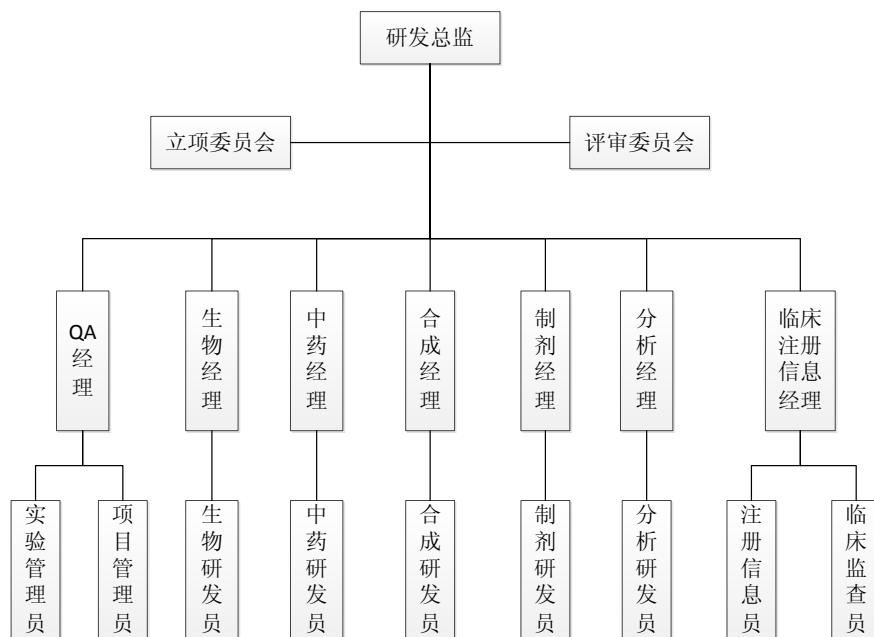 研发总监
立项委员会
评审委员会
QA
经
理
生物经理
中药经理
合成经理
制剂经理
分析经理
临床
注册
信息
经理
实验管理员
项目管理员
生物研发员
中药研发员
合成研发员
制剂研发员
分析研发员
注册信息员
临床监查员